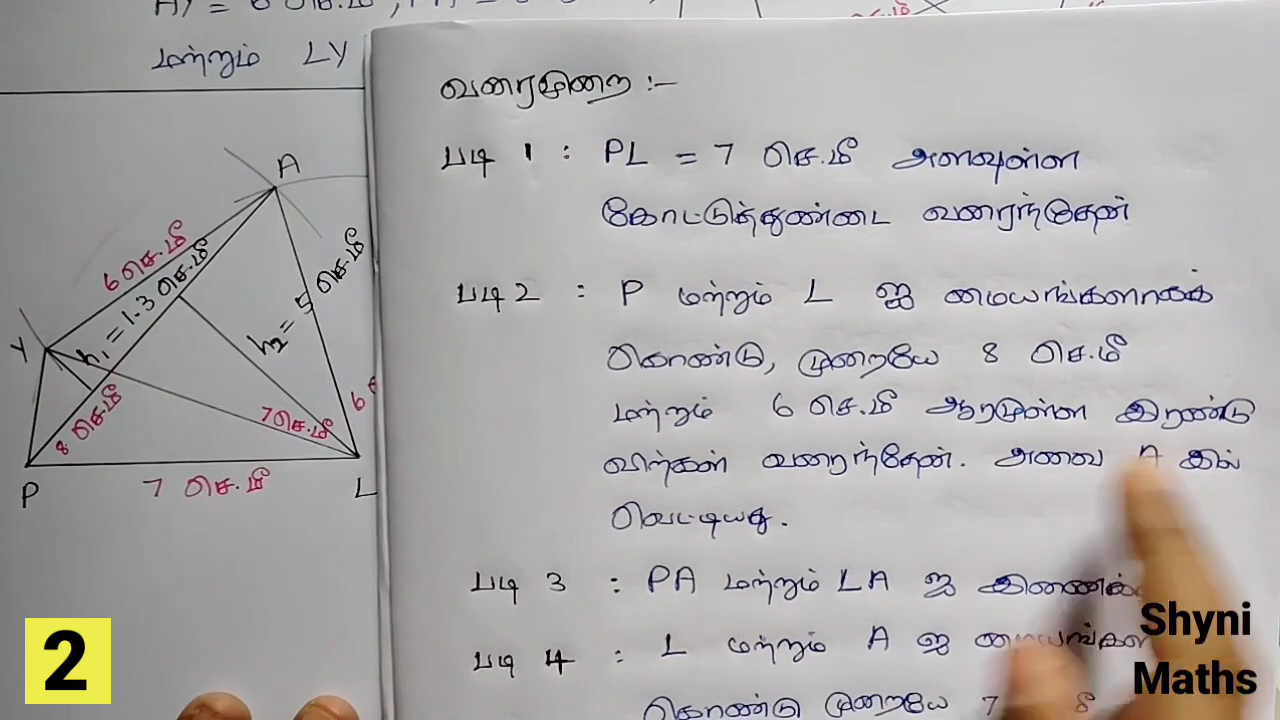 மற்றும் LY
A
6 செ.மீ
h₁ = 1.3 செ.மீ
h₂ = 5 செ.மீ
Y
8 செ.மீ
7 செ.மீ
6
P
7 செ.மீ
L
வரைமுறை :-
படி 1 : PL = 7 செ.மீ அளவுள்ள
கோட்டுத்துண்டை வரைந்தேன்
படி 2 : P மற்றும் L ஐ மையங்களாகக்
கொண்டு, முறையே 8 செ.மீ
மற்றும் 6 செ.மீ ஆரமுள்ள இரண்டு
விற்கள் வரைந்தேன். அவை A இல்
வெட்டியது.
படி 3 : PA மற்றும் LA ஐ
படி 4 : L மற்றும் A ஐ
கொண்டு முறையே 7
2
Shyni
Maths